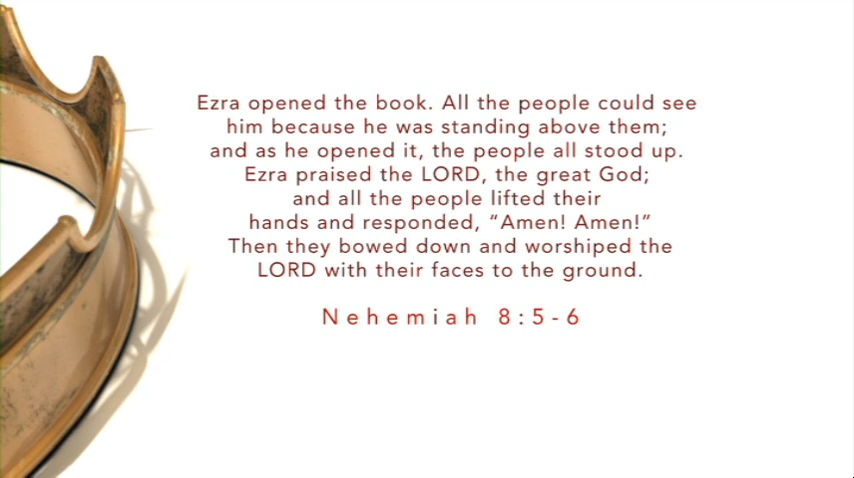 Ezra opened the book. All the people could see
him because he was standing above them;
and as he opened it, the people all stood up.
Ezra praised the LORD, the great God;
and all the people lifted their
hands and responded, “Amen! Amen!”
Then they bowed down and worshiped the
LORD with their faces to the ground.
Nehemiah 8:5-6